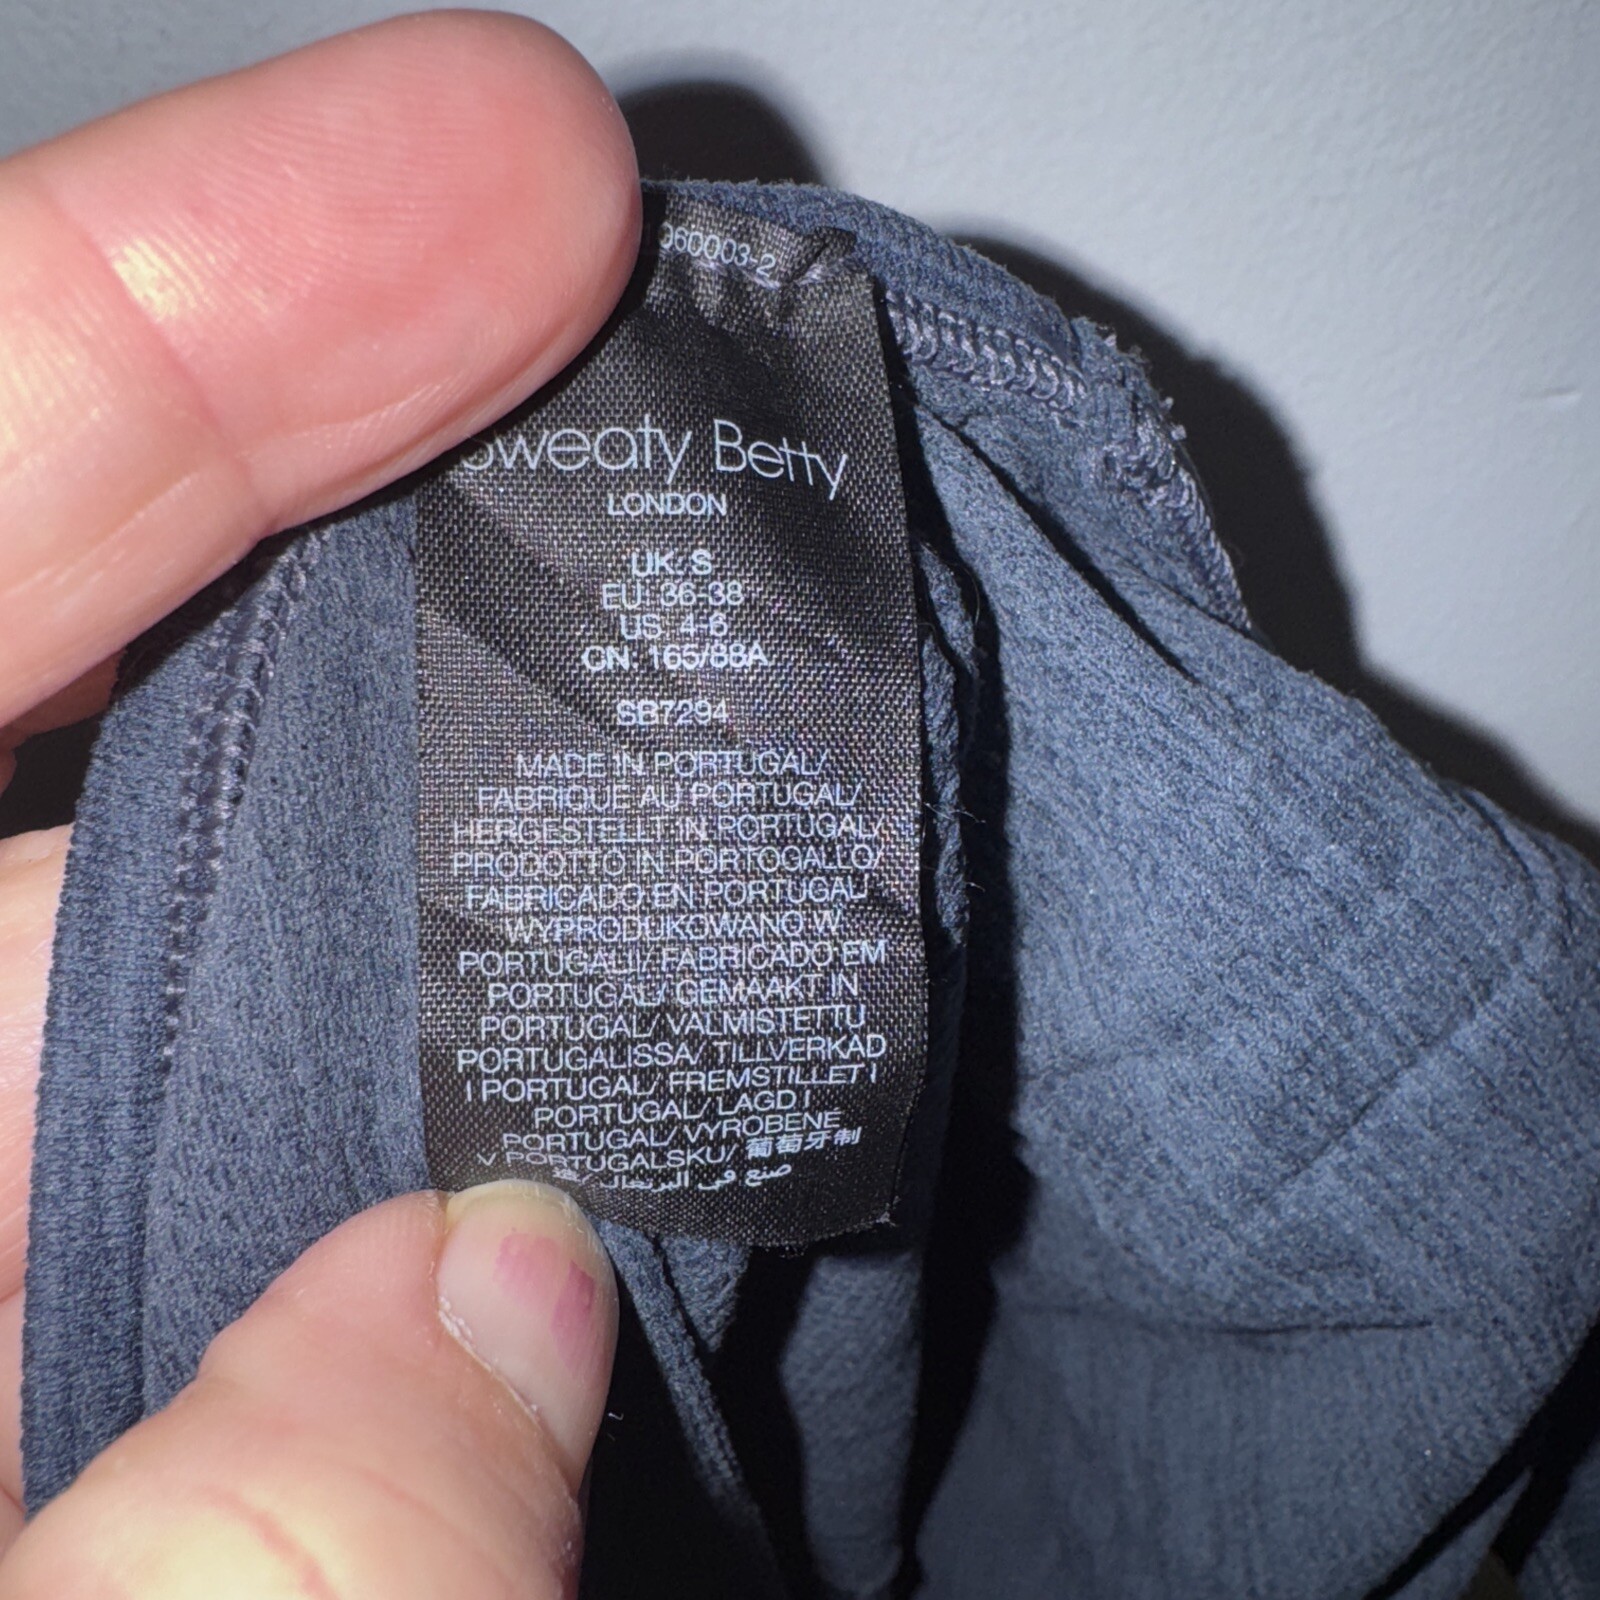 060003-2
Sweaty Betty
LONDON
UK: S
EU: 36-38
US: 4-6
CN: 165/88A
SB7294
MADE IN PORTUGAL/
FABRIQUE AU PORTUGAL/
HERGESTELLT IN PORTUGAL/
PRODOTTO IN PORTOGALLO/
FABRICADO EN PORTUGAL/
WYPRODUKOWANO W
PORTUGALII/ FABRICADO EM
PORTUGAL/ GEMAAKT IN
PORTUGAL/ VALMISTETTU
PORTUGALISSA/ TILLVERKAD
I PORTUGAL/ FREMSTILLET I
PORTUGAL/ LAGD I
PORTUGAL/ VYROBENÉ
V PORTUGALSKU/ 葡萄牙制
صنع في البرتغال